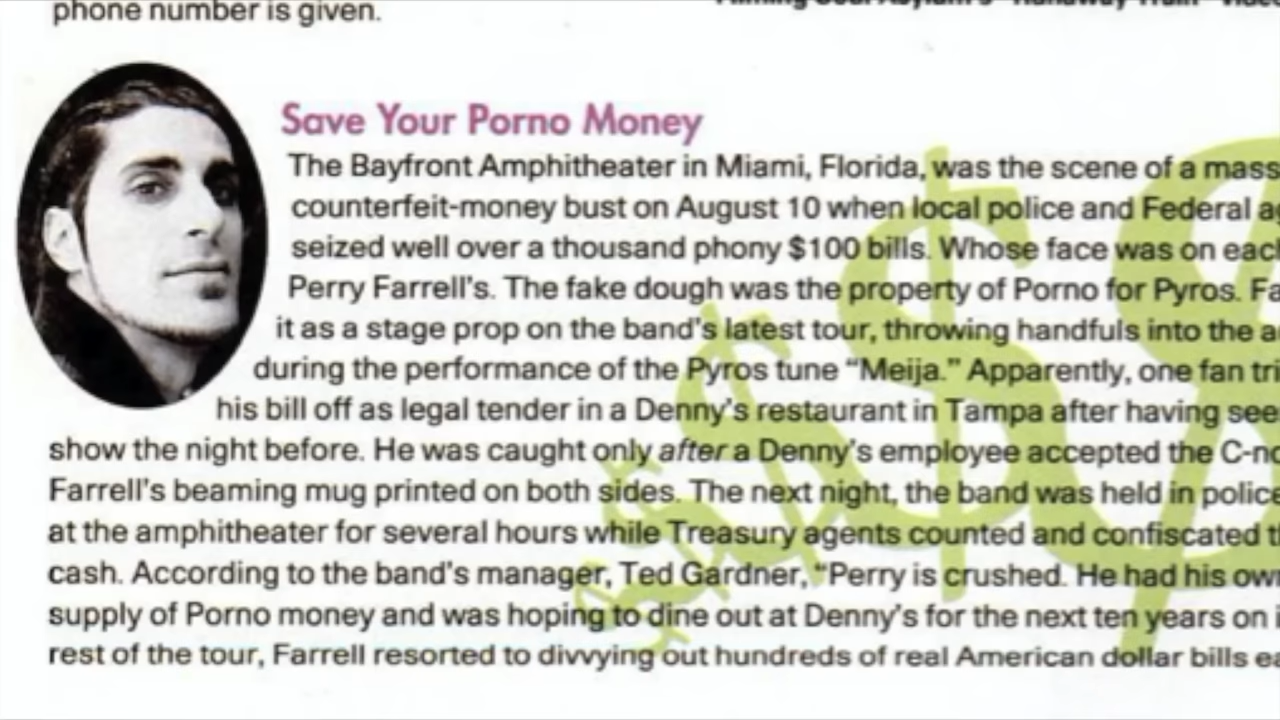 phone number is given.
Save Your Porno Money
The Bayfront Amphitheater in Miami, Florida, was the scene of a mass
counterfeit-money bust on August 10 when local police and Federal
seized well over a thousand phony $100 bills. Whose face was on
Perry Farrell's. The fake dough was the property of Porno for Pyros.
it as a stage prop on the band's latest tour, throwing handfuls into the
during the performance of the Pyros tune “Meija.” Apparently, one fan
his bill off as legal tender in a Denny's restaurant in Tampa after having
show the night before. He was caught only after a Denny's employee accepted the
Farrell's beaming mug printed on both sides. The next night, the band was held in police
at the amphitheater for several hours while Treasury agents counted and confiscated
cash. According to the band's manager, Ted Gardner, “Perry is crushed. He had his
supply of Porno money and was hoping to dine out at Denny's for the next ten years on
rest of the tour, Farrell resorted to divvying out hundreds of real American dollar bills